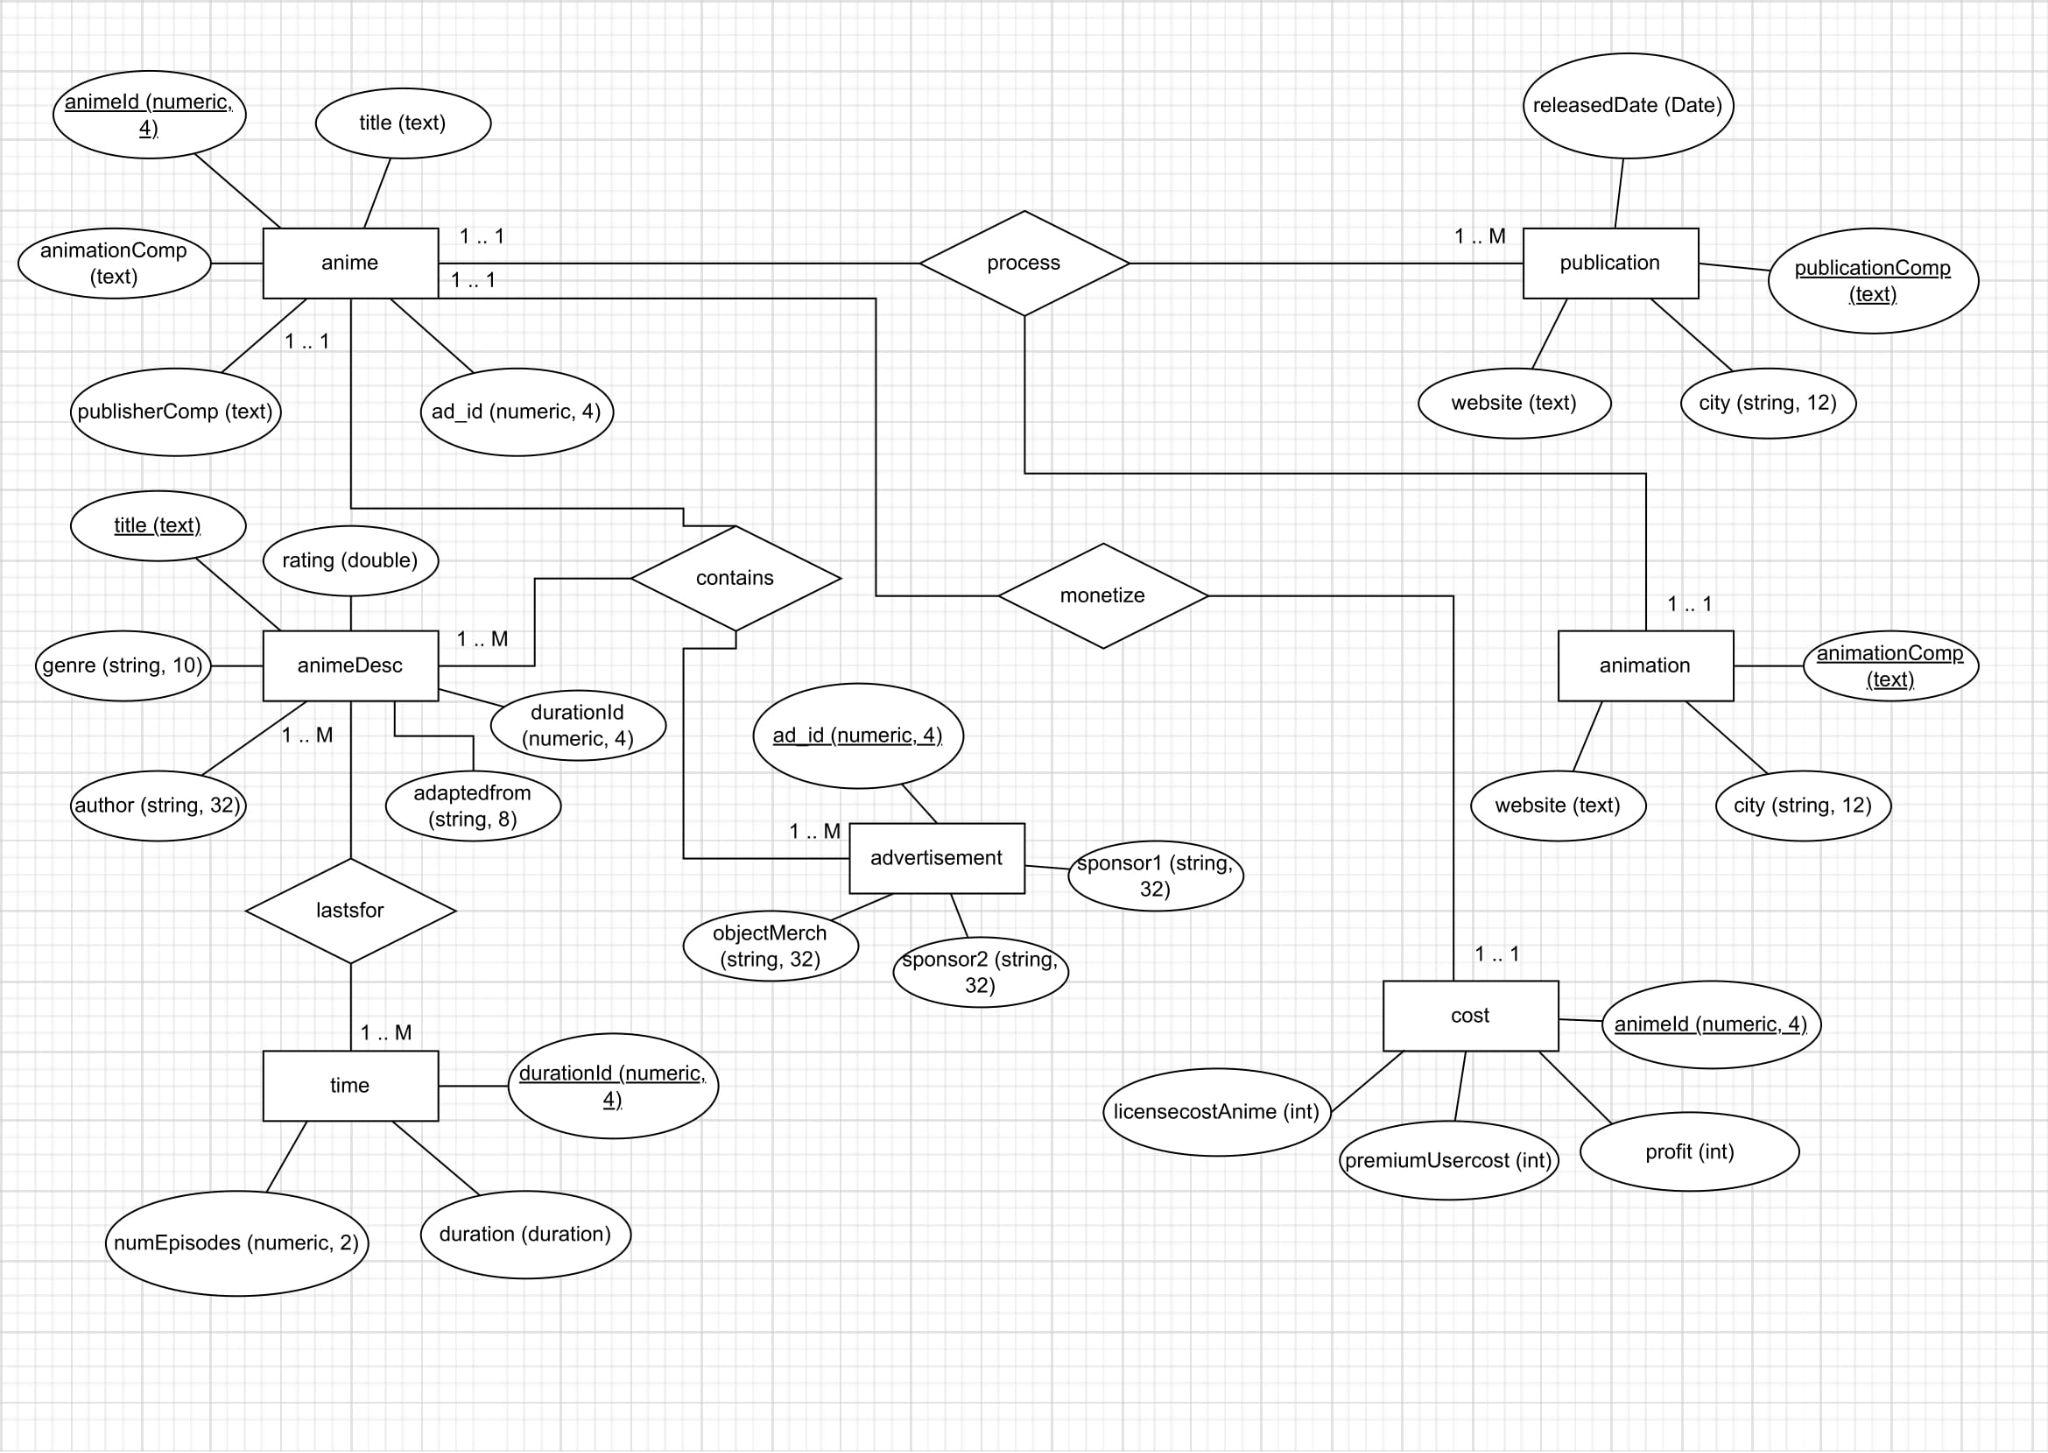 releasedDate (Date)
animeId (numeric,
4)
title (text)
1 .. 1
1 .. M
animationComp
(text)
anime
process
publication
publicationComp
(text)
1 .. 1
1 .. 1
publisherComp (text)
ad_id (numeric, 4)
website (text)
city (string, 12)
title (text)
rating (double)
contains
monetize
1 .. 1
1 .. M
genre (string, 10)
animeDesc
animation
animationComp
(text)
durationId
(numeric, 4)
1 .. M
ad_id (numeric, 4)
author (string, 32)
adaptedfrom
(string, 8)
website (text)
city (string, 12)
1 .. M
advertisement
sponsor1 (string,
32)
lastsfor
objectMerch
(string, 32)
sponsor2 (string,
32)
1 .. 1
cost
animeId (numeric, 4)
1 .. M
time
durationId (numeric,
4)
licensecostAnime (int)
premiumUsercost (int)
profit (int)
numEpisodes (numeric, 2)
duration (duration)